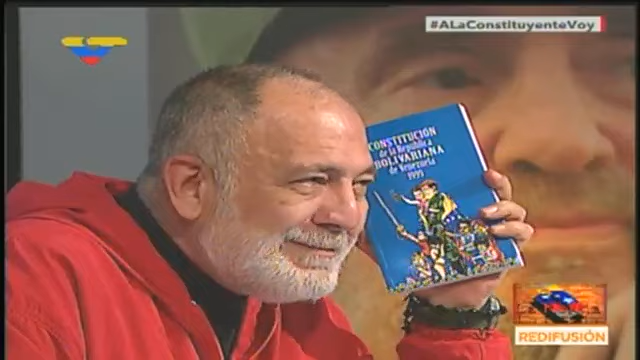 #ALaConstituyenteVoy
CONSTITUCIÓN
de la República
BOLIVARIANA
de Venezuela
1999
REDIFUSIÓN